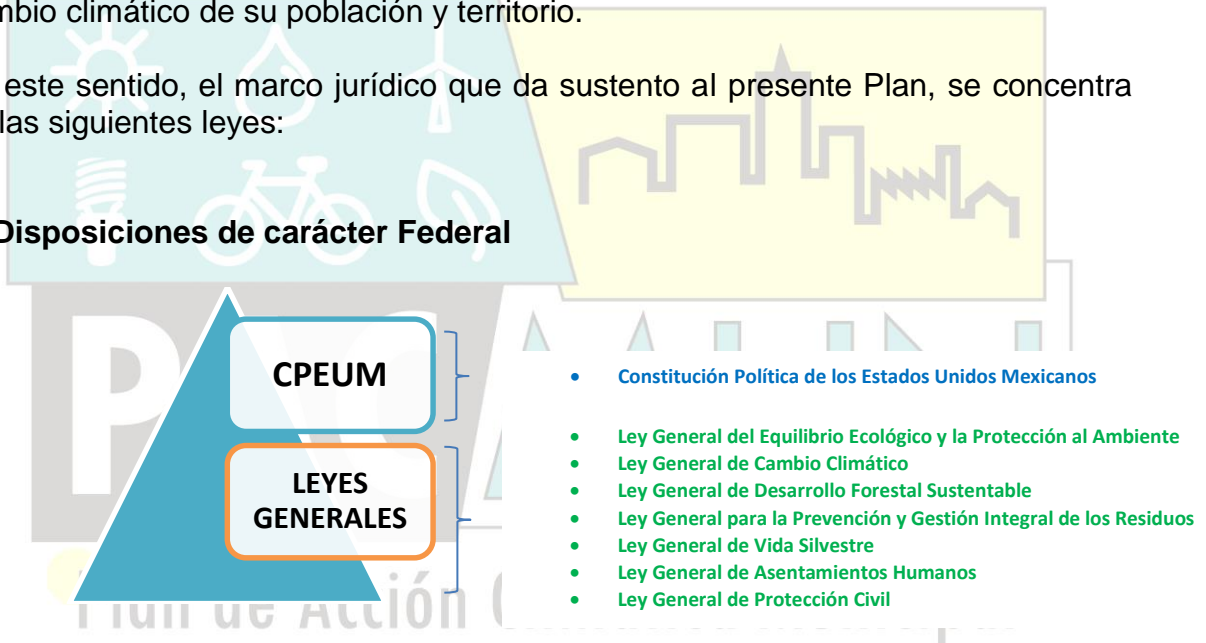 mbio climático de su población y territorio.
este sentido, el marco jurídico que da sustento al presente Plan, se concentra
las siguientes leyes:
Disposiciones de carácter Federal
CPEUM
• Constitución Política de los Estados Unidos Mexicanos
LEYES
GENERALES
• Ley General del Equilibrio Ecológico y la Protección al Ambiente
• Ley General de Cambio Climático
• Ley General de Desarrollo Forestal Sustentable
• Ley General para la Prevención y Gestión Integral de los Residuos
• Ley General de Vida Silvestre
• Ley General de Asentamientos Humanos
• Ley General de Protección Civil
Plan de Acción